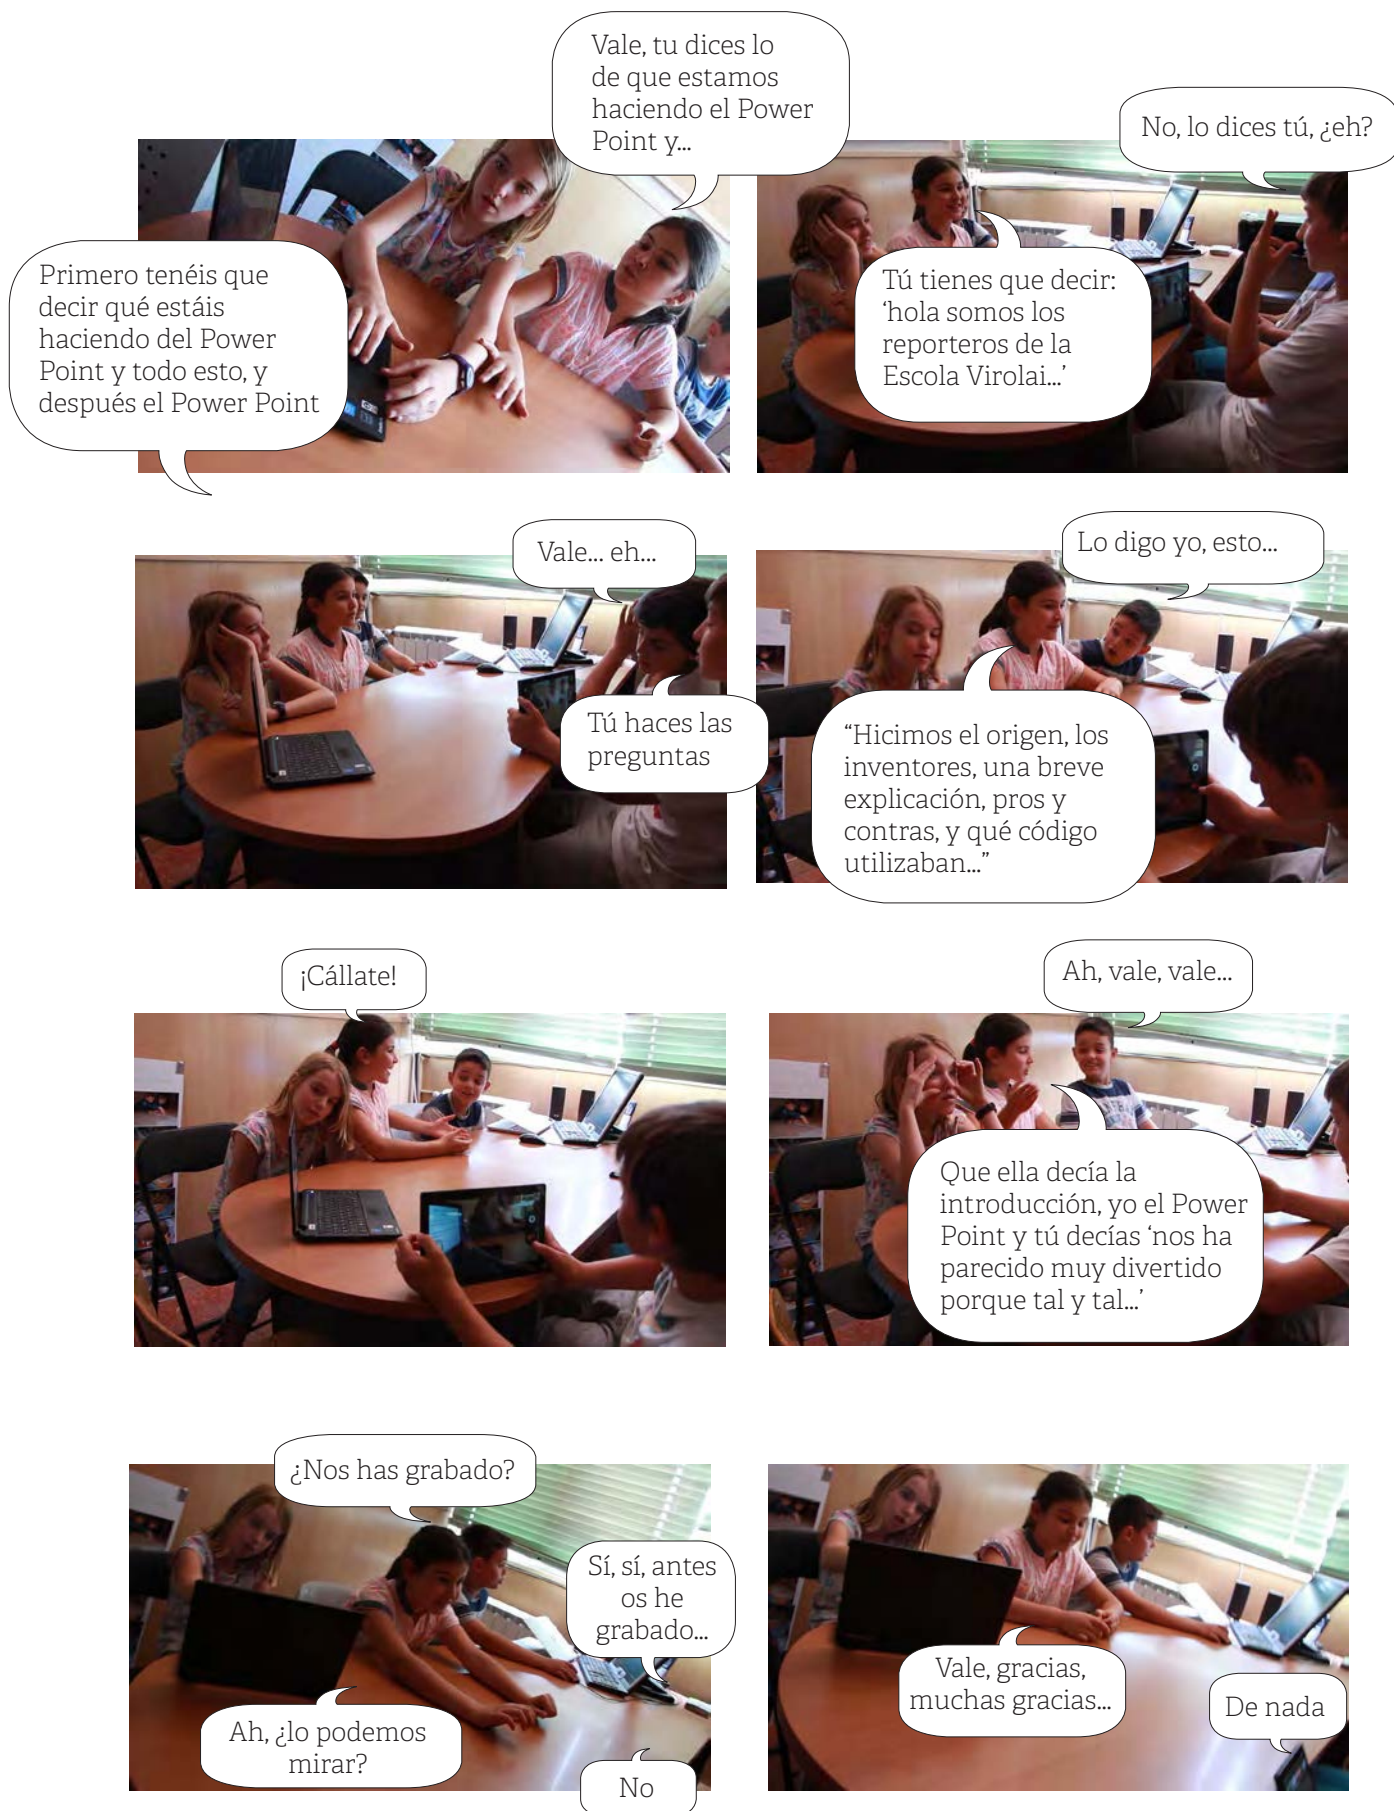 Vale, tu dices lo
de que estamos
haciendo el Power
Point y...
Primero tenéis que
decir qué estáis
haciendo del Power
Point y todo esto, y
después el Power Point
No, lo dices tú, ¿eh?
Tú tienes que decir:
‘hola somos los
reporteros de la
Escola Virolai...’
Vale... eh...
Tú haces las
preguntas
Lo digo yo, esto...
“Hicimos el origen, los
inventores, una breve
explicación, pros y
contras, y qué código
utilizaban...”
¡Cállate!
Ah, vale, vale...
Que ella decía la
introducción, yo el Power
Point y tú decías ‘nos ha
parecido muy divertido
porque tal y tal...’
¿Nos has grabado?
Sí, sí, antes
os he
grabado...
Ah, ¿lo podemos
mirar?
No
Vale, gracias,
muchas gracias...
De nada